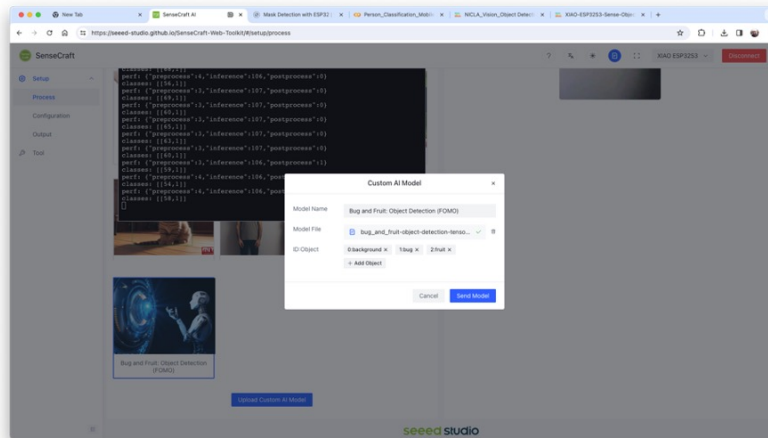 New Tab
SenseCraft AI
Mask Detection with ESP32
Person_Classification_Mobil
NICLA_Vision_Object Detect
XIAO-ESP32S3-Sense-Objec
https://seeed-studio.github.io/SenseCraft-Web-Toolkit/#/setup/process
SenseCraft
XIAO ESP32S3
Disconnect
Setup
Process
Configuration
Output
Tool
perf: {"preprocess":4,"inference":106,"postprocess":0}
classes: [[56,1]]
perf: {"preprocess":3,"inference":107,"postprocess":0}
classes: [[69,1]]
perf: {"preprocess":3,"inference":107,"postprocess":0}
classes: [[60,1]]
perf: {"preprocess":3,"inference":107,"postprocess":0}
classes: [[65,1]]
perf: {"preprocess":3,"inference":107,"postprocess":0}
classes: [[63,1]]
perf: {"preprocess":3,"inference":107,"postprocess":0}
classes: [[60,1]]
perf: {"preprocess":3,"inference":106,"postprocess":1}
classes: [[59,1]]
perf: {"preprocess":4,"inference":106,"post
classes: [[54,1]]
perf: {"preprocess":4,"inference":106,"post
classes: [[58,1]]
Custom AI Model
Model Name
Bug and Fruit: Object Detection (FOMO)
Model File
bug_and_fruit-object-detection-tenso...
ID Object
0:background
1:bug
2:fruit
+ Add Object
Cancel
Send Model
Bug and Fruit: Object Detection
(FOMO)
Upload Custom AI Model
seeed studio